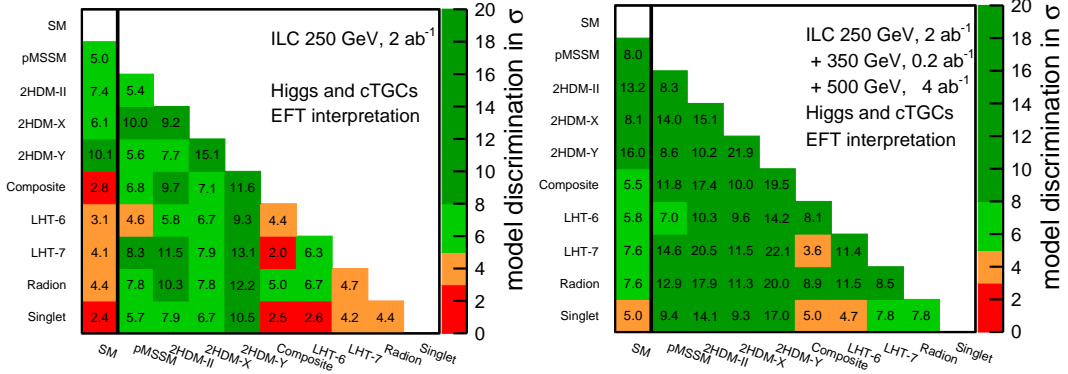 SM
pMSSM 5.0
2HDM-II 7.4 5.4
2HDM-X 6.1 10.0 9.2
2HDM-Y 10.1 5.6 7.7 15.1
Composite 2.8 6.8 9.7 7.1 11.6
LHT-6 3.1 4.6 5.8 6.7 9.3 4.4
LHT-7 4.1 8.3 11.5 7.9 13.1 2.0 6.3
Radion 4.4 7.8 10.3 7.8 12.2 5.0 6.7 4.7
Singlet 2.4 5.7 7.9 6.7 10.5 2.5 2.6 4.2 4.4
SM pMSSM 2HDM-II 2HDM-X 2HDM-Y Composite LHT-6 LHT-7 Radion Singlet
ILC 250 GeV, 2 ab⁻¹
Higgs and cTGCs
EFT interpretation
20
18
16
14
12
10
8
6
4
2
0
model discrimination in σ
SM
pMSSM 8.0
2HDM-II 13.2 8.3
2HDM-X 8.1 14.0 15.1
2HDM-Y 16.0 8.6 10.2 21.9
Composite 5.5 11.8 17.4 10.0 19.5
LHT-6 5.8 7.0 10.3 9.6 14.2 8.1
LHT-7 7.6 14.6 20.5 11.5 22.1 3.6 11.4
Radion 7.6 12.9 17.9 11.3 20.0 8.9 11.5 8.5
Singlet 5.0 9.4 14.1 9.3 17.0 5.0 4.7 7.8 7.8
SM pMSSM 2HDM-II 2HDM-X 2HDM-Y Composite LHT-6 LHT-7 Radion Singlet
ILC 250 GeV, 2 ab⁻¹
+ 350 GeV, 0.2 ab⁻¹
+ 500 GeV, 4 ab⁻¹
Higgs and cTGCs
EFT interpretation
20
18
16
14
12
10
8
6
4
2
0
model discrimination in σ